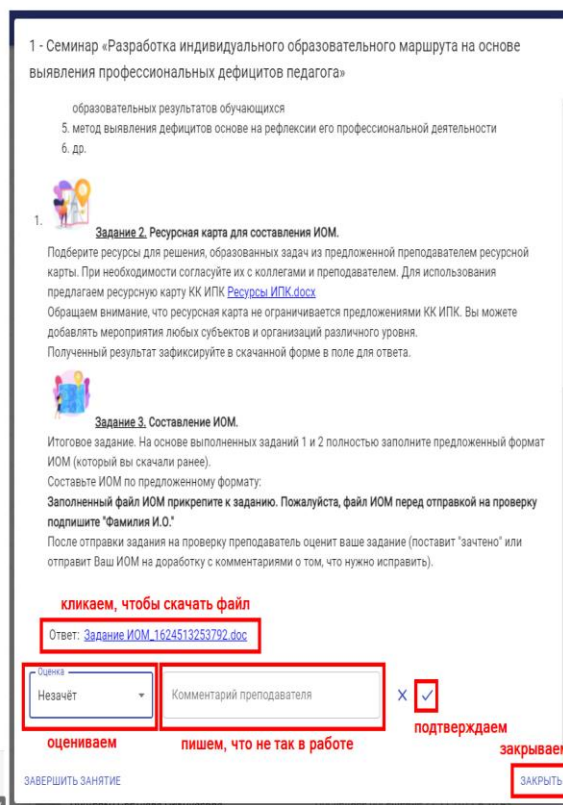 1 - Семинар «Разработка индивидуального образовательного маршрута на основе
выявления профессиональных дефицитов педагога»
образовательных результатов обучающихся
5. метод выявления дефицитов основе на рефлексии его профессиональной деятельности
6. др.
1.
Задание 2. Ресурсная карта для составления ИОМ.
Подберите ресурсы для решения, образованных задач из предложенной преподавателем ресурсной
карты. При необходимости согласуйте их с коллегами и преподавателем. Для использования
предлагаем ресурсную карту КК ИПК Ресурсы ИПК.docx
Обращаем внимание, что ресурсная карта не ограничивается предложениями КК ИПК. Вы можете
добавлять мероприятия любых субъектов и организаций различного уровня.
Полученный результат зафиксируйте в скачанной форме в поле для ответа.
Задание 3. Составление ИОМ.
Итоговое задание. На основе выполненных заданий 1 и 2 полностью заполните предложенный формат
ИОМ (который вы скачали ранее).
Составьте ИОМ по предложенному формату:
Заполненный файл ИОМ прикрепите к заданию. Пожалуйста, файл ИОМ перед отправкой на проверку
подпишите "Фамилия И.О."
После отправки задания на проверку преподаватель оценит ваше задание (поставит "зачтено" или
отправит Ваш ИОМ на доработку с комментариями о том, что нужно исправить).
кликаем, чтобы скачать файл
Ответ: Задание ИОМ_1624513253792.doc
Оценка
Незачёт
Комментарий преподавателя
подтверждаем
оцениваем
пишем, что не так в работе
закрываем
ЗАВЕРШИТЬ ЗАНЯТИЕ
ЗАКРЫТЬ